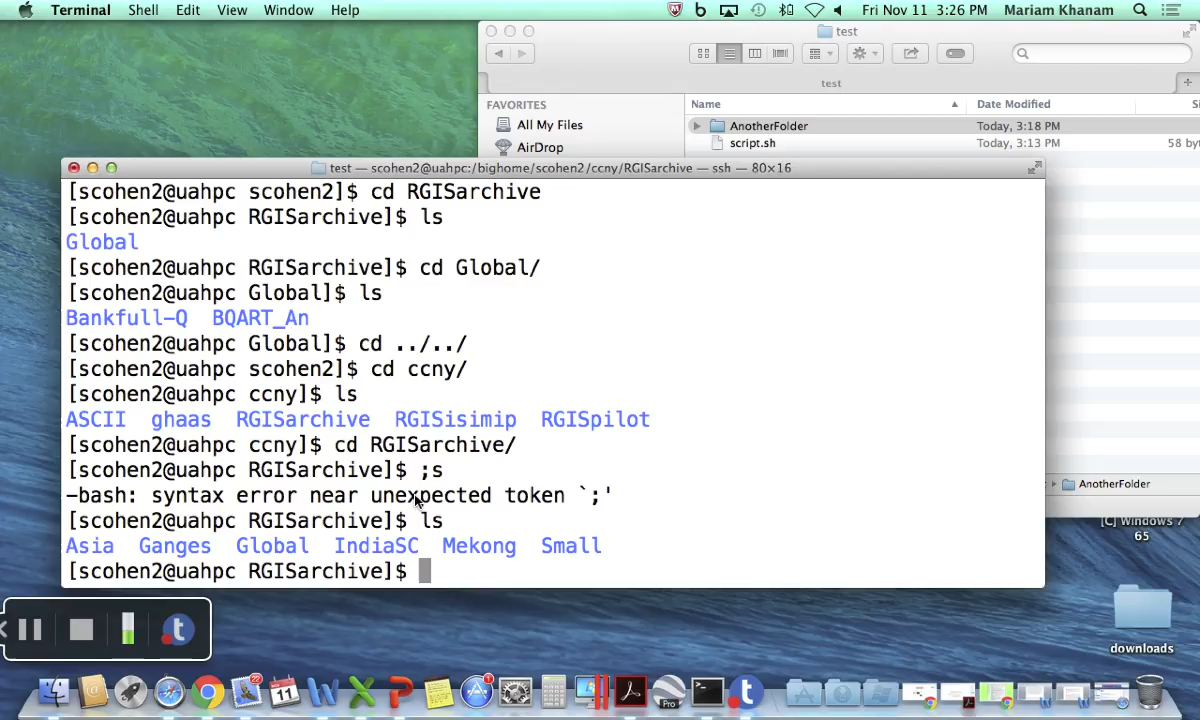 Terminal Shell Edit View Window Help Fri Nov 11 3:26 PM Mariam Khanam
test
test
FAVORITES
All My Files
AirDrop
Name Date Modified
AnotherFolder Today, 3:18 PM
script.sh Today, 3:13 PM 58 byt
test — scohen2@uahpc:/bighome/scohen2/ccny/RGISarchive — ssh — 80×16
[scohen2@uahpc scohen2]$ cd RGISarchive
[scohen2@uahpc RGISarchive]$ ls
Global
[scohen2@uahpc RGISarchive]$ cd Global/
[scohen2@uahpc Global]$ ls
Bankfull-Q BQART_An
[scohen2@uahpc Global]$ cd ../../
[scohen2@uahpc scohen2]$ cd ccny/
[scohen2@uahpc ccny]$ ls
ASCII ghaas RGISarchive RGISisimip RGISpilot
[scohen2@uahpc ccny]$ cd RGISarchive/
[scohen2@uahpc RGISarchive]$ ;s
-bash: syntax error near unexpected token `;'
[scohen2@uahpc RGISarchive]$ ls
Asia Ganges Global IndiaSC Mekong Small
[scohen2@uahpc RGISarchive]$
AnotherFolder
[C] Windows 7
65
downloads